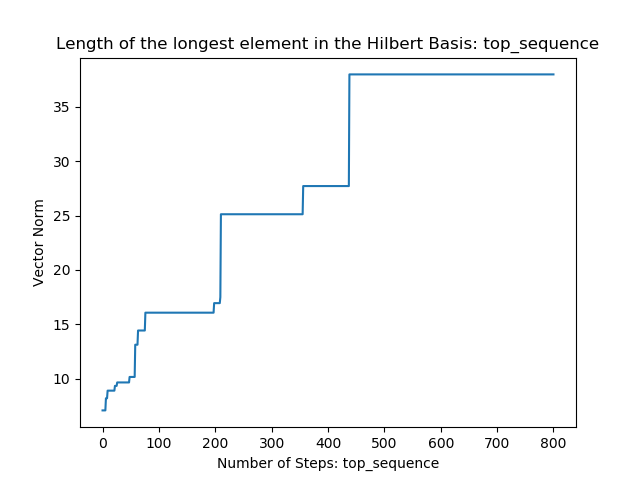 Length of the longest element in the Hilbert Basis: top_sequence
35
30
25
20
15
10
Vector Norm
0 100 200 300 400 500 600 700 800
Number of Steps: top_sequence